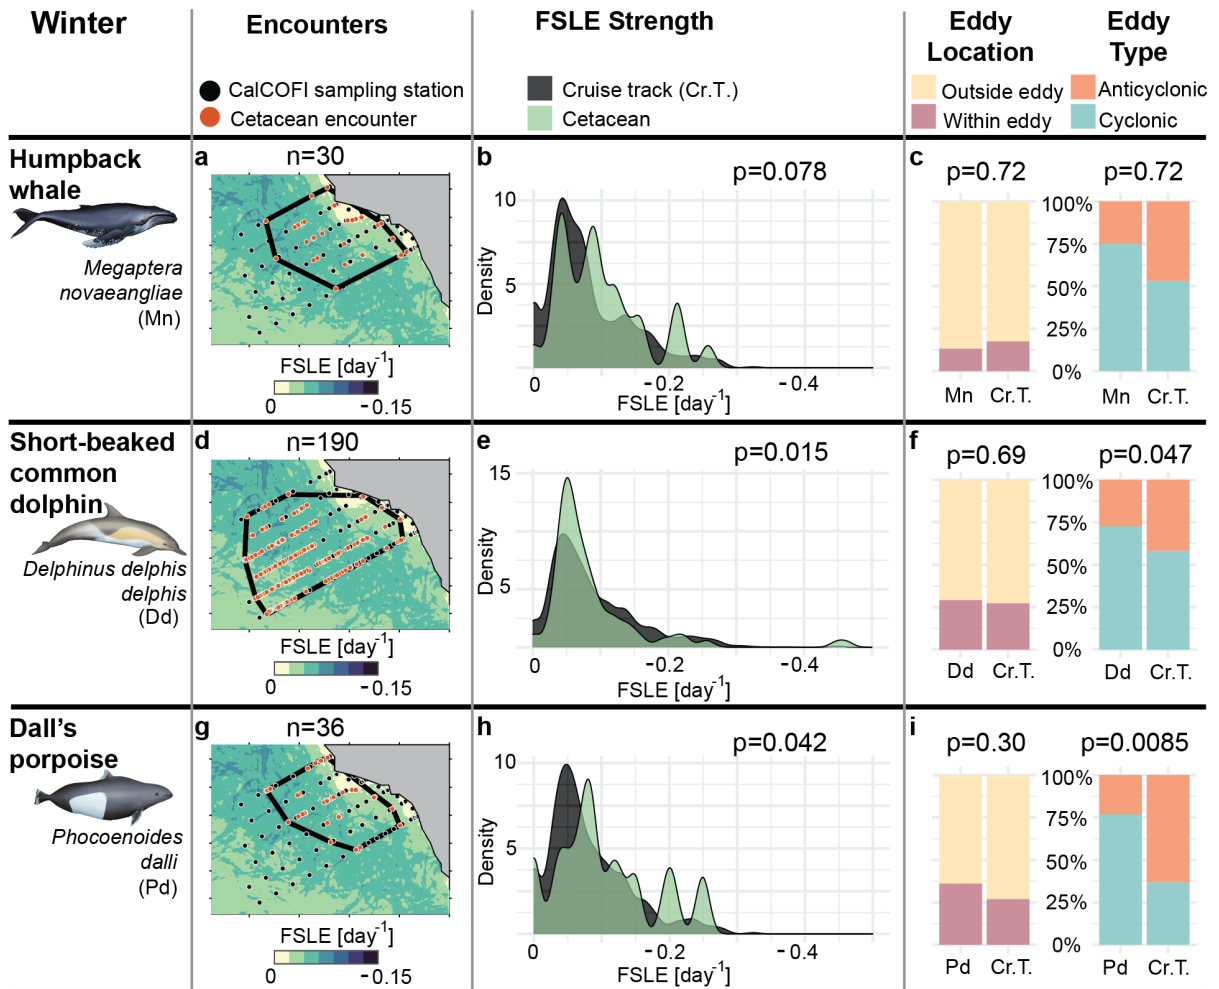 Winter
Encounters
FSLE Strength
Eddy Location
Eddy Type
CalCOFI sampling station
Cetacean encounter
Cruise track (Cr.T.)
Cetacean
Outside eddy
Within eddy
Anticyclonic
Cyclonic
Humpback
whale
Megaptera
novaeangliae
(Mn)
a
n=30
FSLE [day-1]
0
-0.15
b
p=0.078
10
5
Density
0
-0.2
-0.4
FSLE [day-1]
c
p=0.72
p=0.72
100%
75%
50%
25%
0%
Mn
Cr.T.
Mn
Cr.T.
Short-beaked
common
dolphin
Delphinus delphis
delphis
(Dd)
d
n=190
FSLE [day-1]
0
-0.15
e
p=0.015
15
5
Density
0
-0.2
-0.4
FSLE [day-1]
f
p=0.69
p=0.047
100%
75%
50%
25%
0%
Dd
Cr.T.
Dd
Cr.T.
Dall's
porpoise
Phocoenoides
dalli
(Pd)
g
n=36
FSLE [day-1]
0
-0.15
h
p=0.042
10
5
Density
0
-0.2
-0.4
FSLE [day-1]
i
p=0.30
p=0.0085
100%
75%
50%
25%
0%
Pd
Cr.T.
Pd
Cr.T.